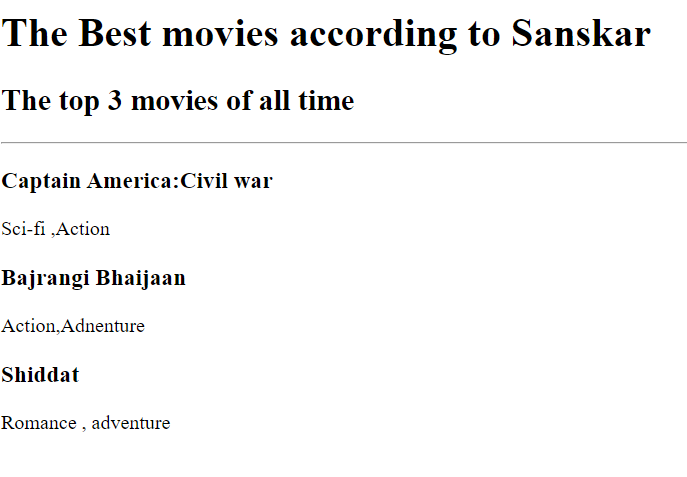 The Best movies according to Sanskar
The top 3 movies of all time
Captain America:Civil war
Sci-fi ,Action
Bajrangi Bhaijaan
Action,Adnenture
Shiddat
Romance , adventure